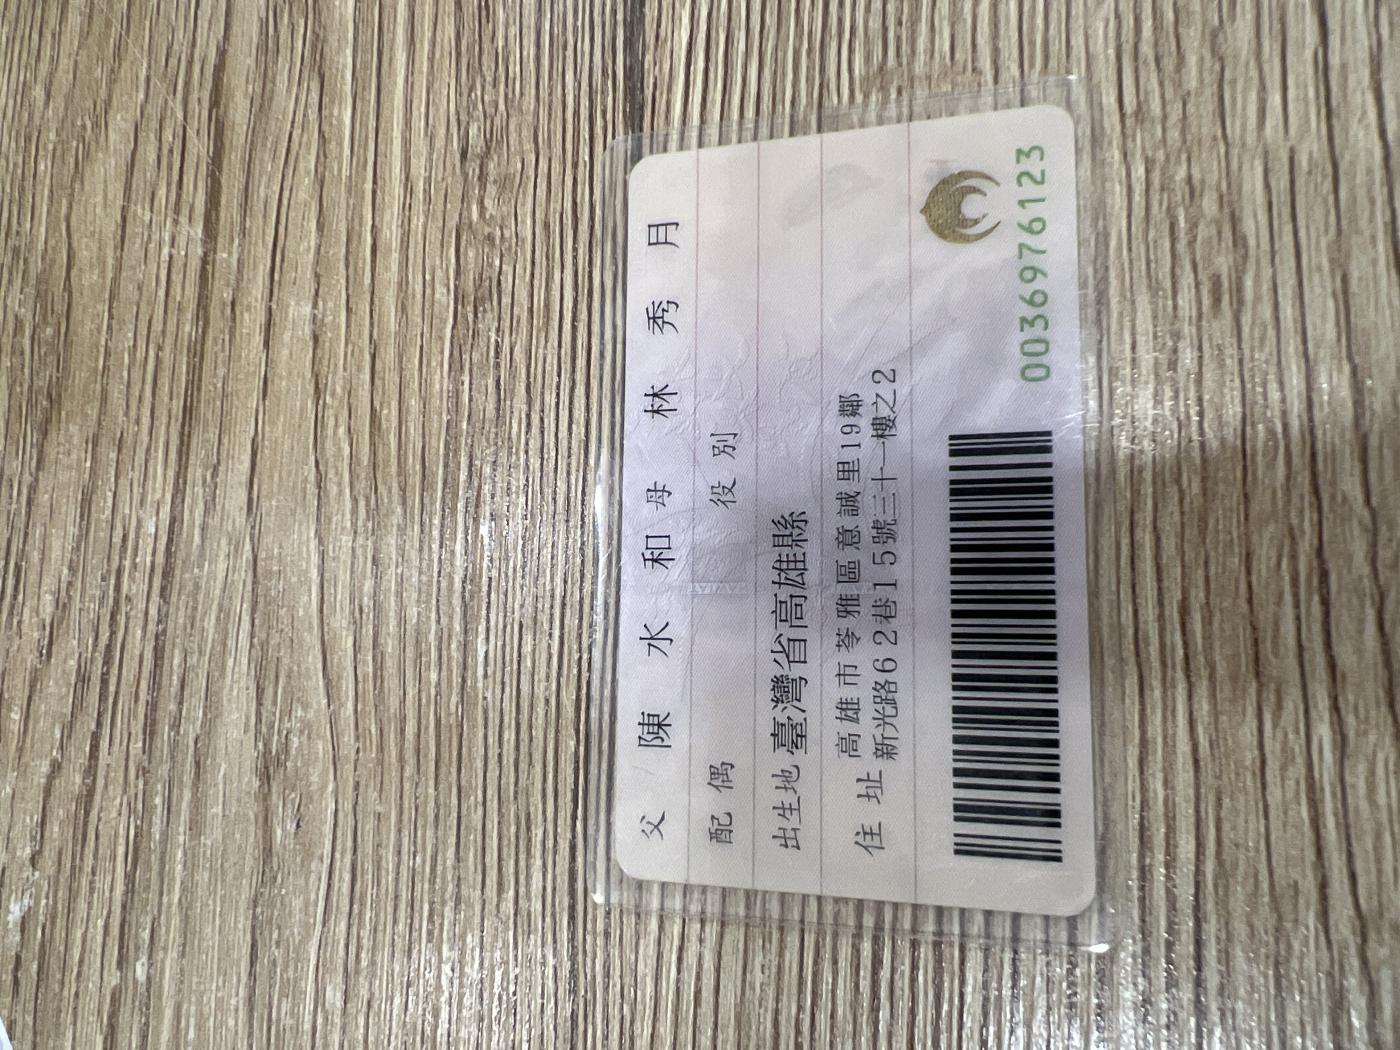 父 陳水和 母 林秀月
配偶 役別
出生地 臺灣省高雄縣
住址 高雄市苓雅區意誠里19鄰
新光路62巷15號三十一樓之2
0036976123